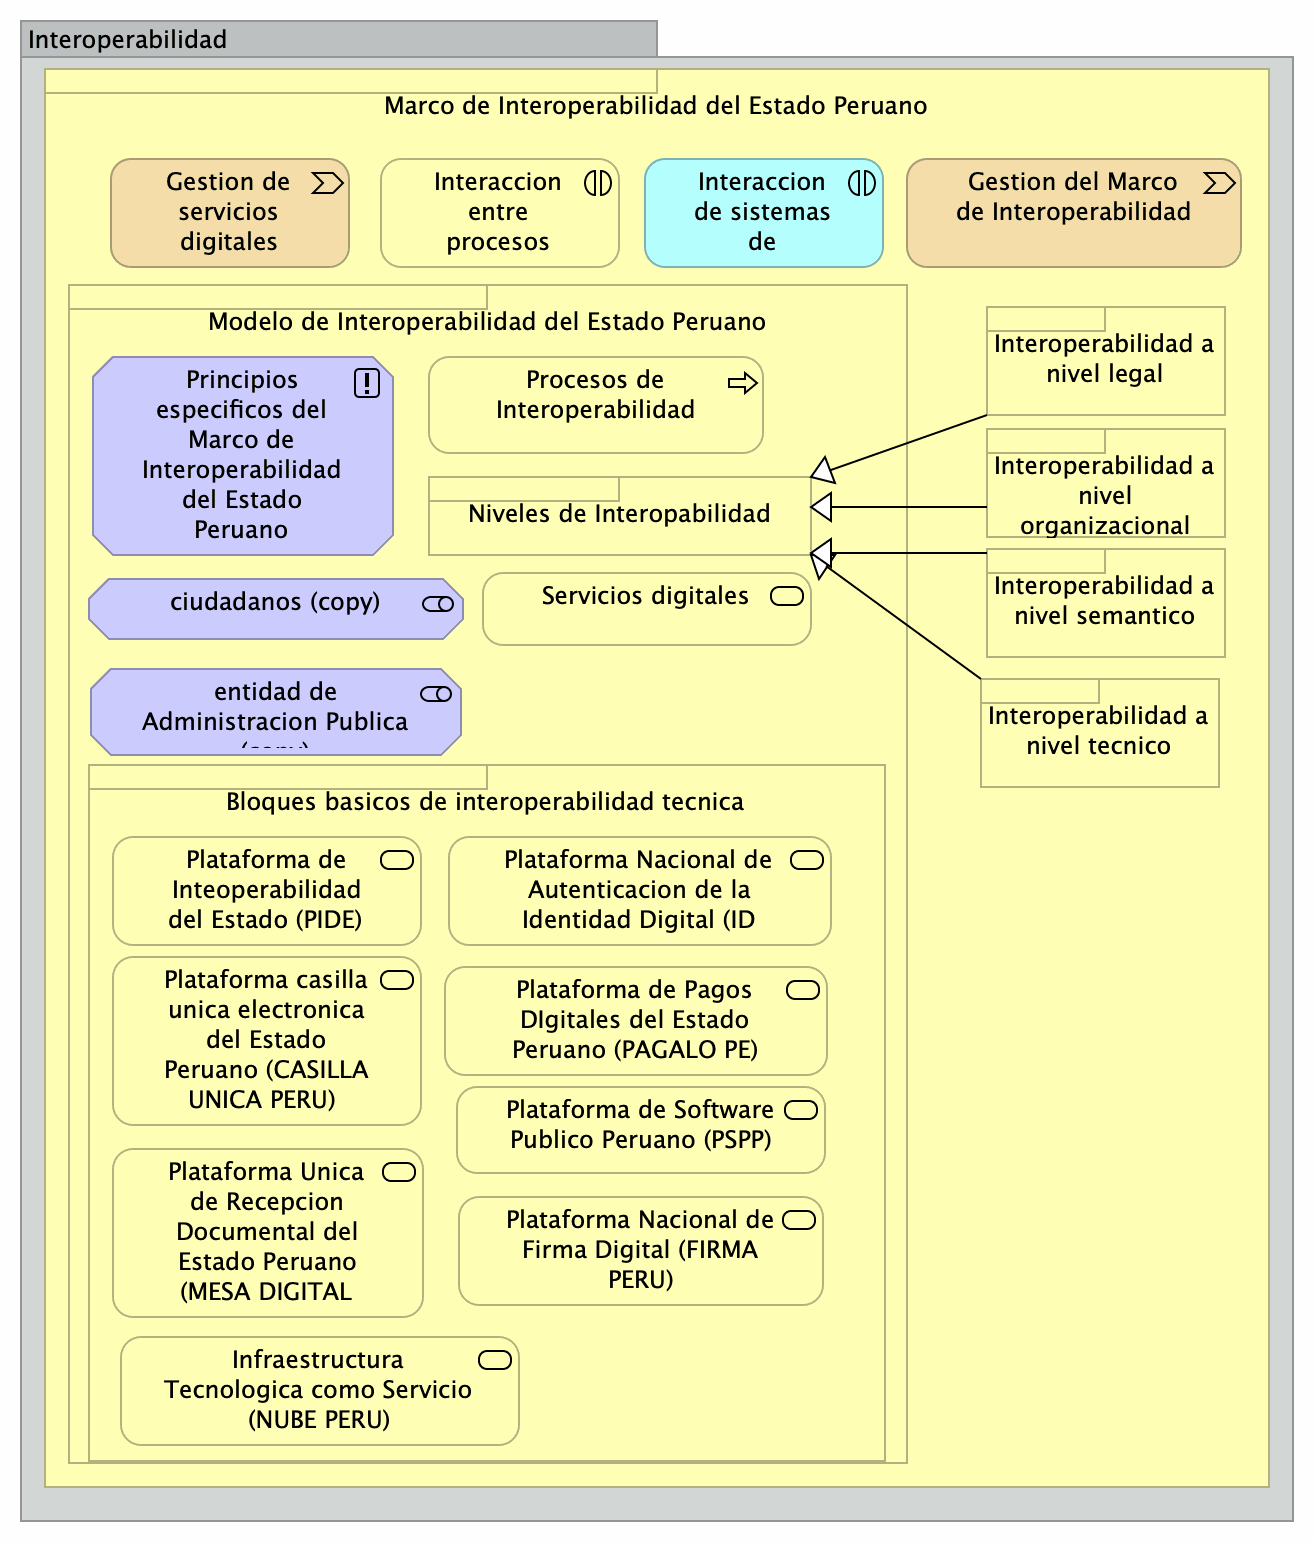 Interoperabilidad
Marco de Interoperabilidad del Estado Peruano
Gestion de
servicios
digitales
Interaccion
entre
procesos
Interaccion
de sistemas
de
Gestion del Marco
de Interoperabilidad
Modelo de Interoperabilidad del Estado Peruano
Principios
especificos del
Marco de
Interoperabilidad
del Estado
Peruano
Procesos de
Interoperabilidad
Niveles de Interopabilidad
Interoperabilidad a
nivel legal
Interoperabilidad a
nivel
organizacional
Interoperabilidad a
nivel semantico
Interoperabilidad a
nivel tecnico
ciudadanos (copy)
Servicios digitales
entidad de
Administracion Publica
(copy)
Bloques basicos de interoperabilidad tecnica
Plataforma de
Inteoperabilidad
del Estado (PIDE)
Plataforma Nacional de
Autenticacion de la
Identidad Digital (ID
Plataforma casilla
unica electronica
del Estado
Peruano (CASILLA
UNICA PERU)
Plataforma de Pagos
DIgitales del Estado
Peruano (PAGALO PE)
Plataforma de Software
Publico Peruano (PSPP)
Plataforma Unica
de Recepcion
Documental del
Estado Peruano
(MESA DIGITAL
Plataforma Nacional de
Firma Digital (FIRMA
PERU)
Infraestructura
Tecnologica como Servicio
(NUBE PERU)